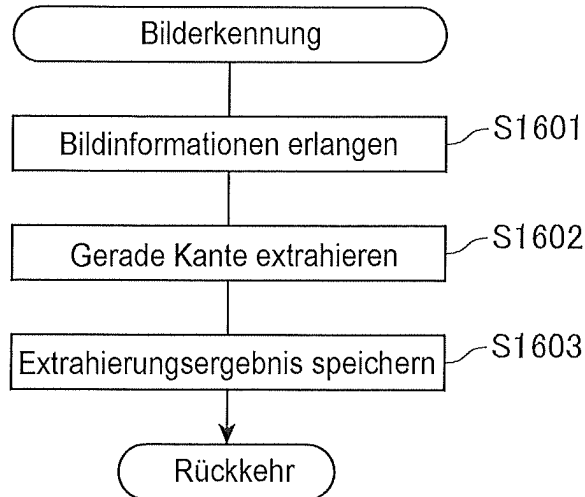 Bilderkennung
Bildinformationen erlangen
S1601
Gerade Kante extrahieren
S1602
Extrahierungsergebnis speichern
S1603
Rückkehr